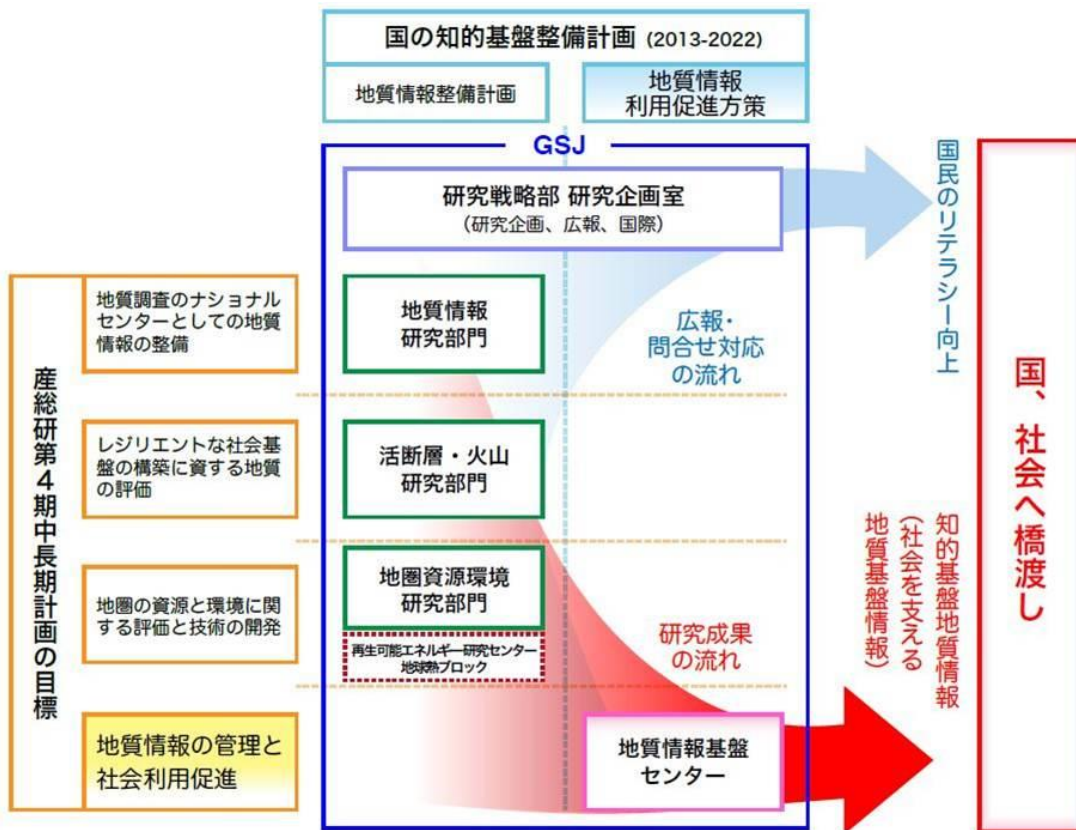 国の知的基盤整備計画 (2013-2022)
地質情報整備計画
地質情報
利用促進方策
GSJ
研究戦略部 研究企画室
(研究企画、広報、国際)
産総研第4期中長期計画の目標
地質調査のナショナル
センターとしての地質
情報の整備
地質情報
研究部門
広報・
問合せ対応
の流れ
国民のリテラシー向上
レジリエントな社会基
盤の構築に資する地質
の評価
活断層・火山
研究部門
地圏の資源と環境に関
する評価と技術の開発
地圏資源環境
研究部門
再生可能エネルギー研究センター
地球熱ブロック
研究成果
の流れ
知的基盤地質情報
(社会を支える
地質基盤情報)
国、社会へ橋渡し
地質情報の管理と
社会利用促進
地質情報基盤
センター